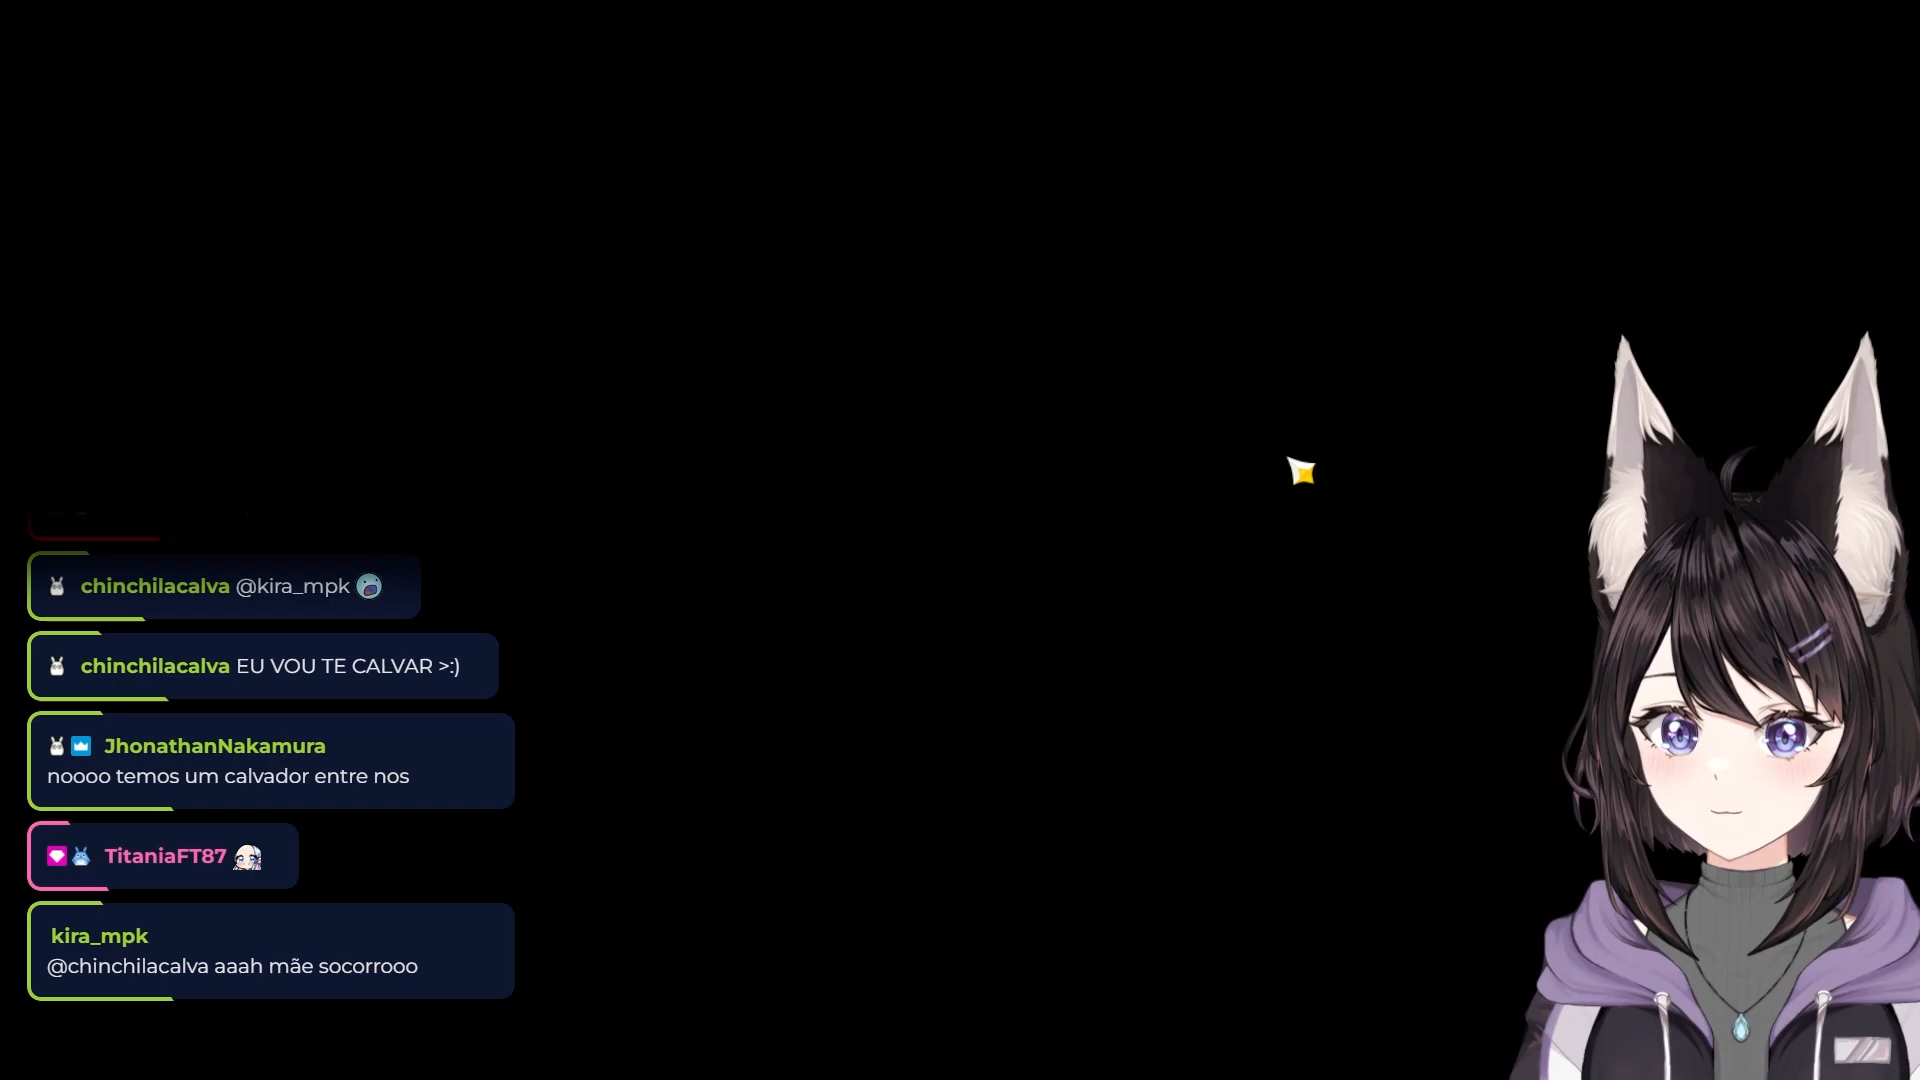 chinchilacalva @kira_mpk
chinchilacalva EU VOU TE CALVAR >:)
JhonathanNakamura
noooo temos um calvador entre nos
TitaniaFT87
kira_mpk
@chinchilacalva aaah mãe socorrooo